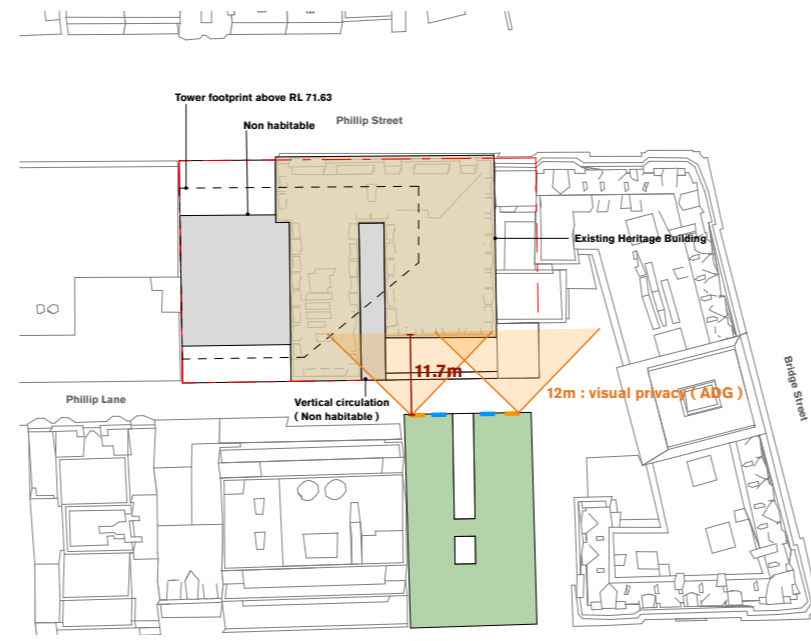 Tower footprint above RL 71.63
Non habitable
Phillip Street
Existing Heritage Building
11.7m
12m : visual privacy ( ADG )
Bridge Street
Phillip Lane
Vertical circulation
( Non habitable )